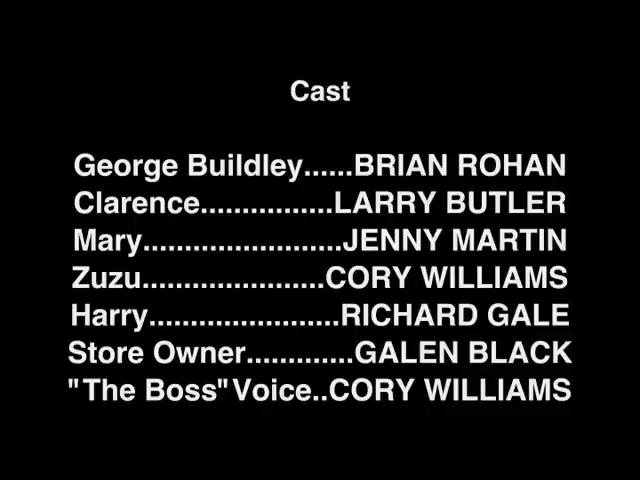 Cast
George Buildley......BRIAN ROHAN
Clarence................LARRY BUTLER
Mary........................JENNY MARTIN
Zuzu......................CORY WILLIAMS
Harry.......................RICHARD GALE
Store Owner.............GALEN BLACK
"The Boss"Voice..CORY WILLIAMS